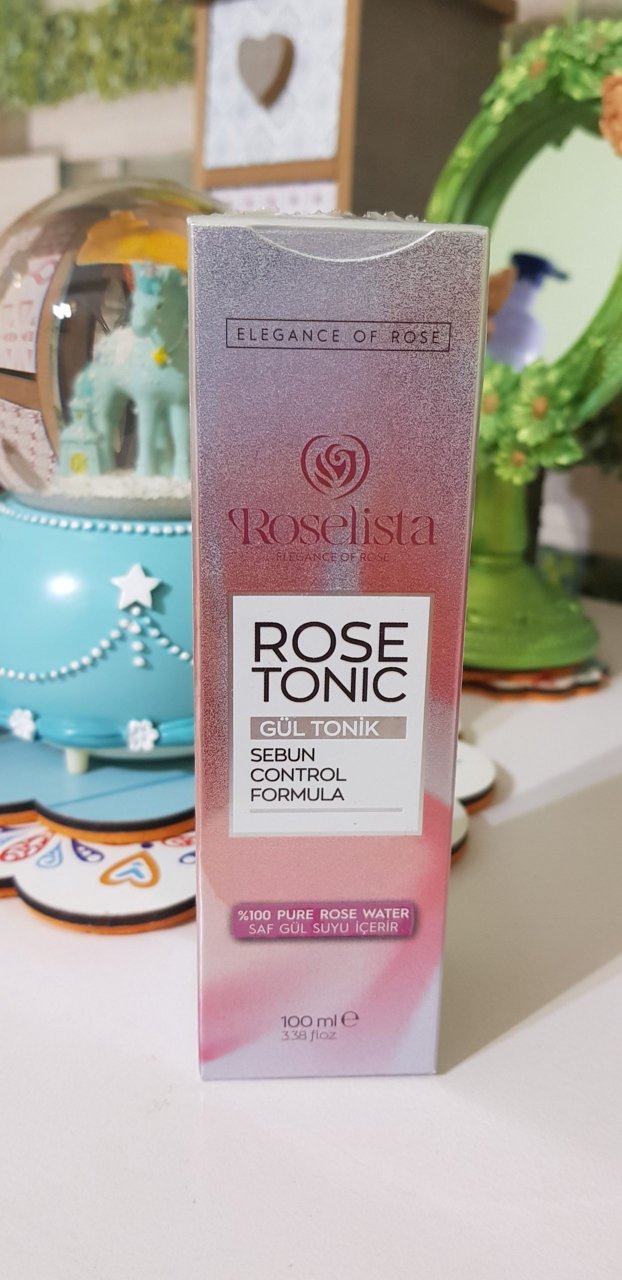 ELEGANCE OF ROSE
Roselista
ELEGANCE OF ROSE
ROSE
TONIC
GÜL TONİK
SEBUN
CONTROL
FORMULA
%100 PURE ROSE WATER
SAF GÜL SUYU İÇERİR
100 ml ℮
3.38 floz